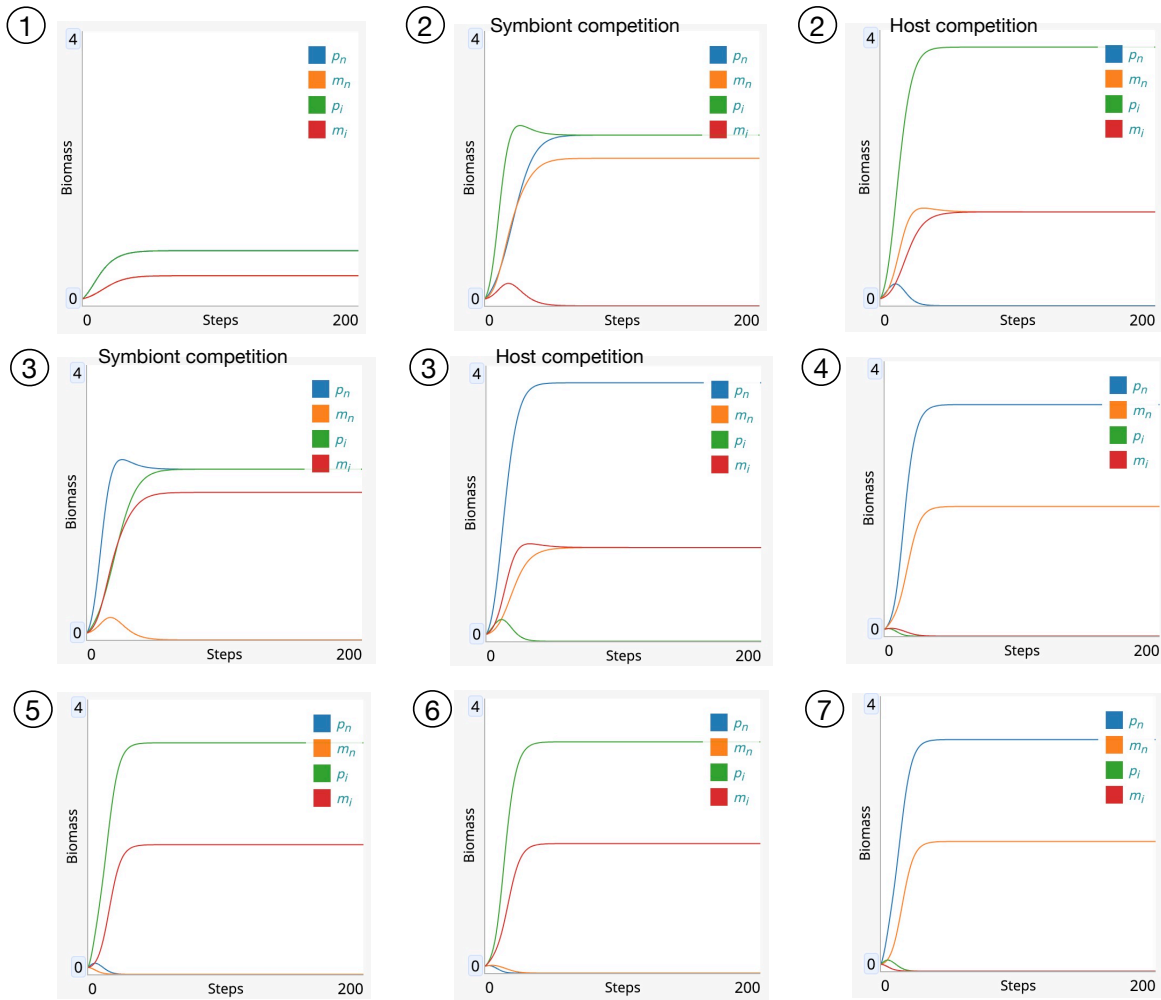 1
4
p_n
m_n
p_i
m_i
Biomass
0
0 Steps 200
2 Symbiont competition
4
p_n
m_n
p_i
m_i
Biomass
0
0 Steps 200
2 Host competition
4
p_n
m_n
p_i
m_i
Biomass
0
0 Steps 200
3 Symbiont competition
4
p_n
m_n
p_i
m_i
Biomass
0
0 Steps 200
3 Host competition
4
p_n
m_n
p_i
m_i
Biomass
0
0 Steps 200
4
4
p_n
m_n
p_i
m_i
Biomass
0
0 Steps 200
5
4
p_n
m_n
p_i
m_i
Biomass
0
0 Steps 200
6
4
p_n
m_n
p_i
m_i
Biomass
0
0 Steps 200
7
4
p_n
m_n
p_i
m_i
Biomass
0
0 Steps 200